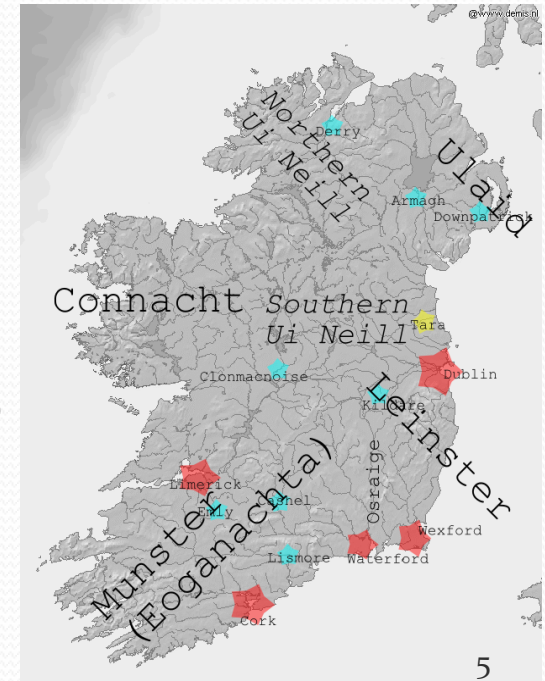 @www.demis.nl
Northern
Ui Neill
Derry
Ulaid
Armagh
Downpatrick
Connacht
Southern
Ui Neill
Tara
Clonmacnoise
Dublin
Kildare
Leinster
Limerick
Emly
Cashel
Osraige
Munster
(Eoganachta)
Lismore
Waterford
Wexford
Cork
5